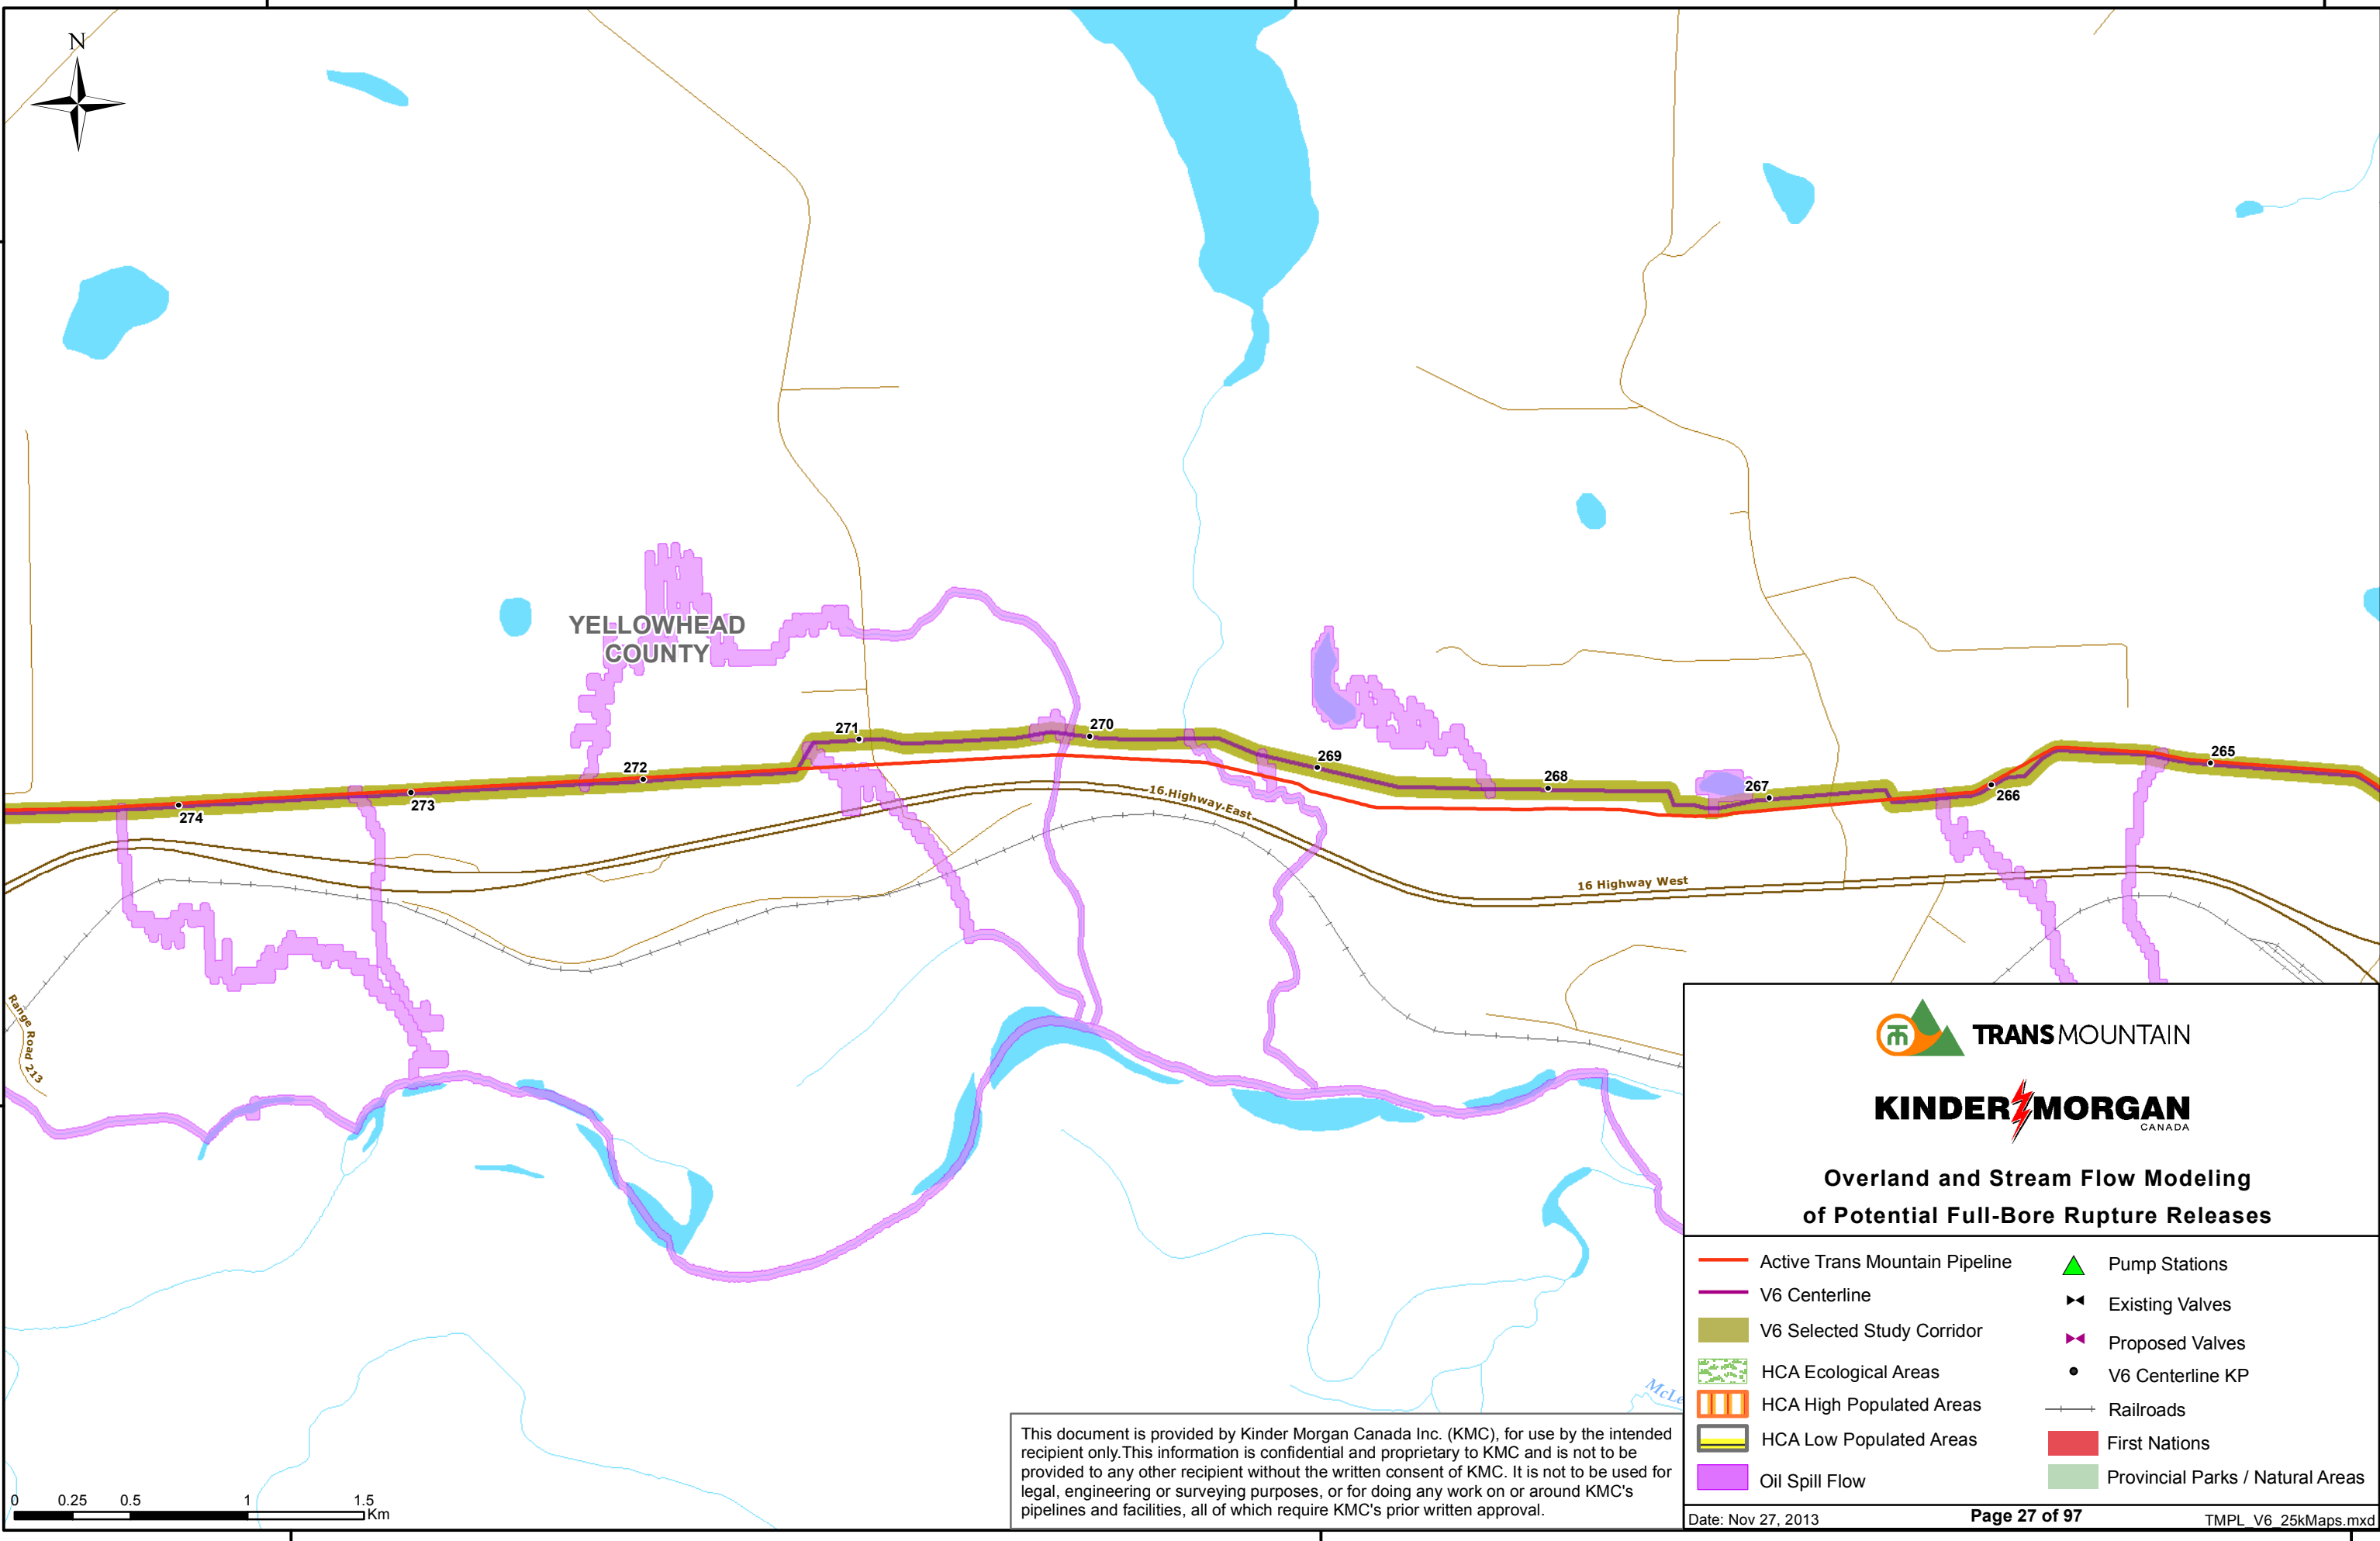 N
YELLOWHEAD
COUNTY
271
270
269
268
267
266
265
272
273
274
16 Highway East
16 Highway West
Range Road 213
TRANSMOUNTAIN
KINDER MORGAN
CANADA
Overland and Stream Flow Modeling
of Potential Full-Bore Rupture Releases
Active Trans Mountain Pipeline
V6 Centerline
V6 Selected Study Corridor
HCA Ecological Areas
HCA High Populated Areas
HCA Low Populated Areas
Oil Spill Flow
Pump Stations
Existing Valves
Proposed Valves
V6 Centerline KP
Railroads
First Nations
Provincial Parks / Natural Areas
McLe
This document is provided by Kinder Morgan Canada Inc. (KMC), for use by the intended
recipient only.This information is confidential and proprietary to KMC and is not to be
provided to any other recipient without the written consent of KMC. It is not to be used for
legal, engineering or surveying purposes, or for doing any work on or around KMC's
pipelines and facilities, all of which require KMC's prior written approval.
0 0.25 0.5 1 1.5
Km
Date: Nov 27, 2013
Page 27 of 97
TMPL_V6_25kMaps.mxd